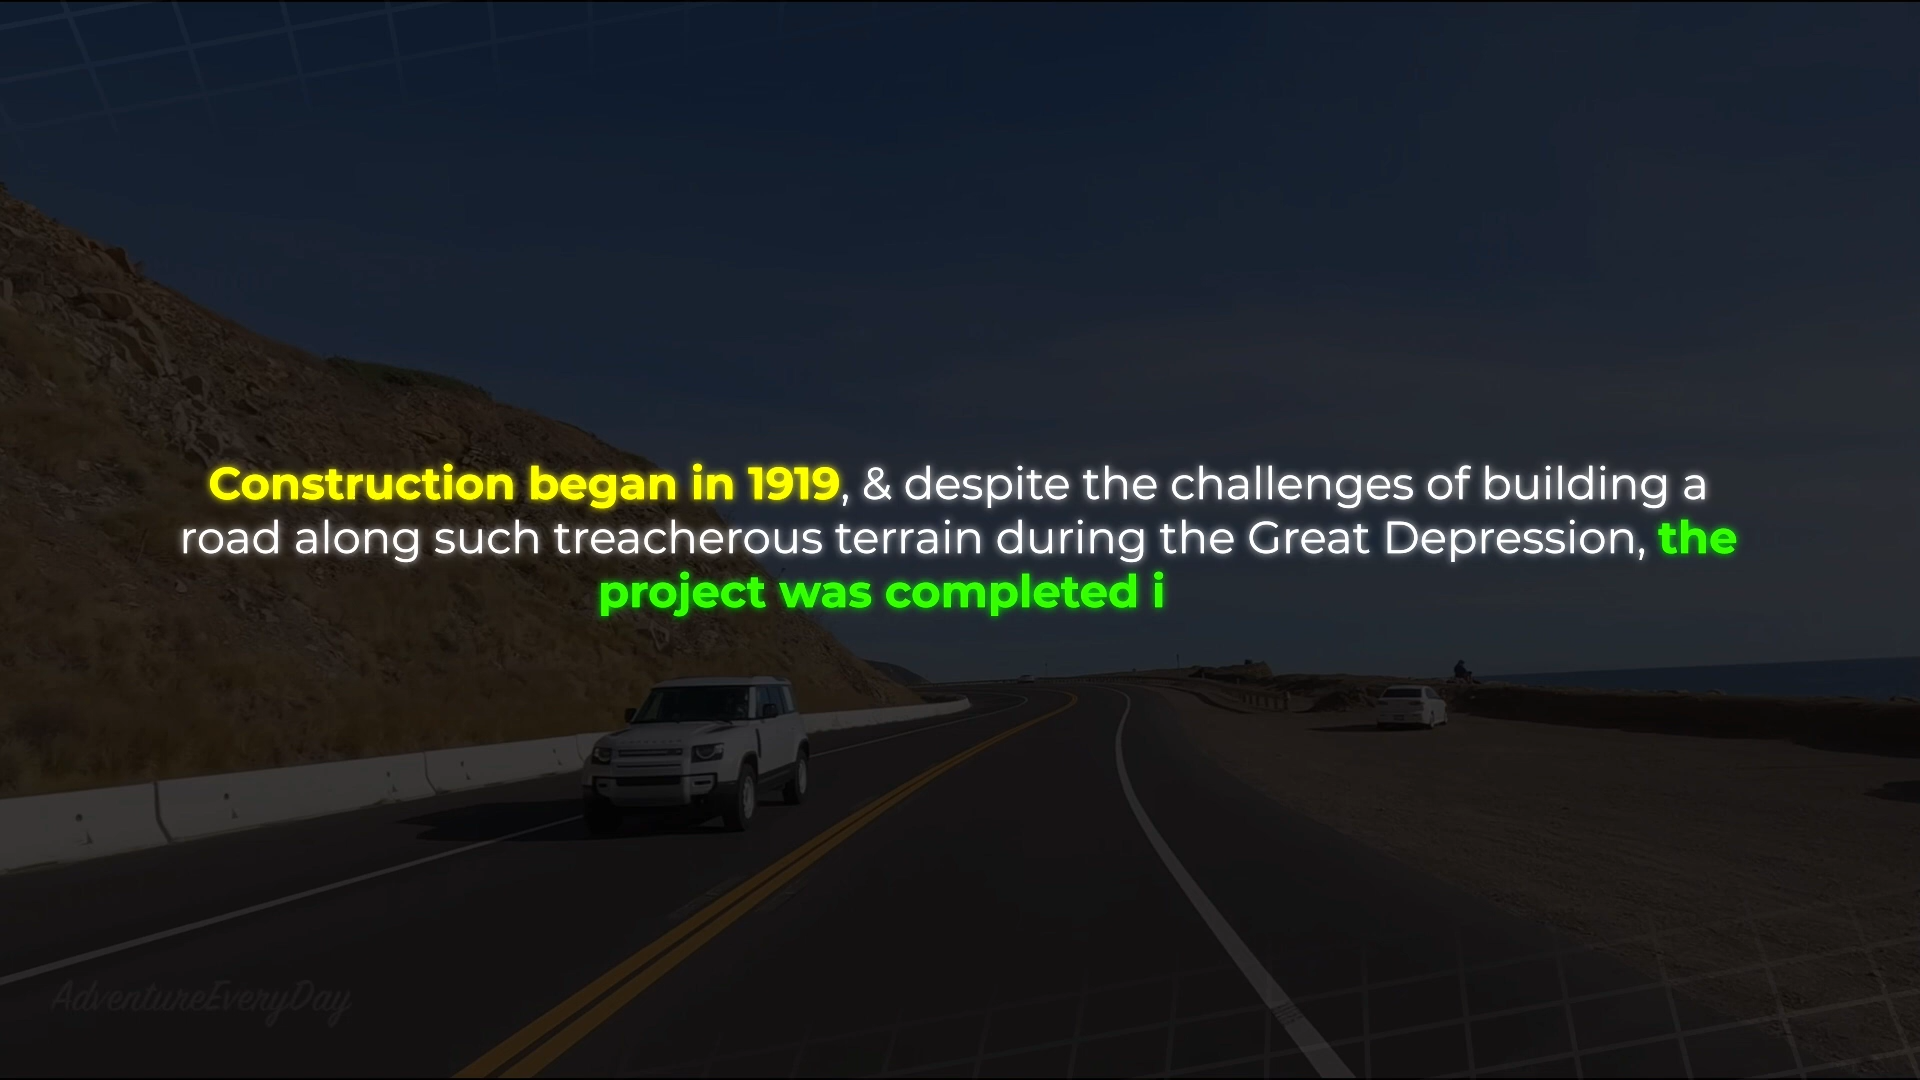 Construction began in 1919, & despite the challenges of building a
road along such treacherous terrain during the Great Depression, the
project was completed i
AdventureEveryDay